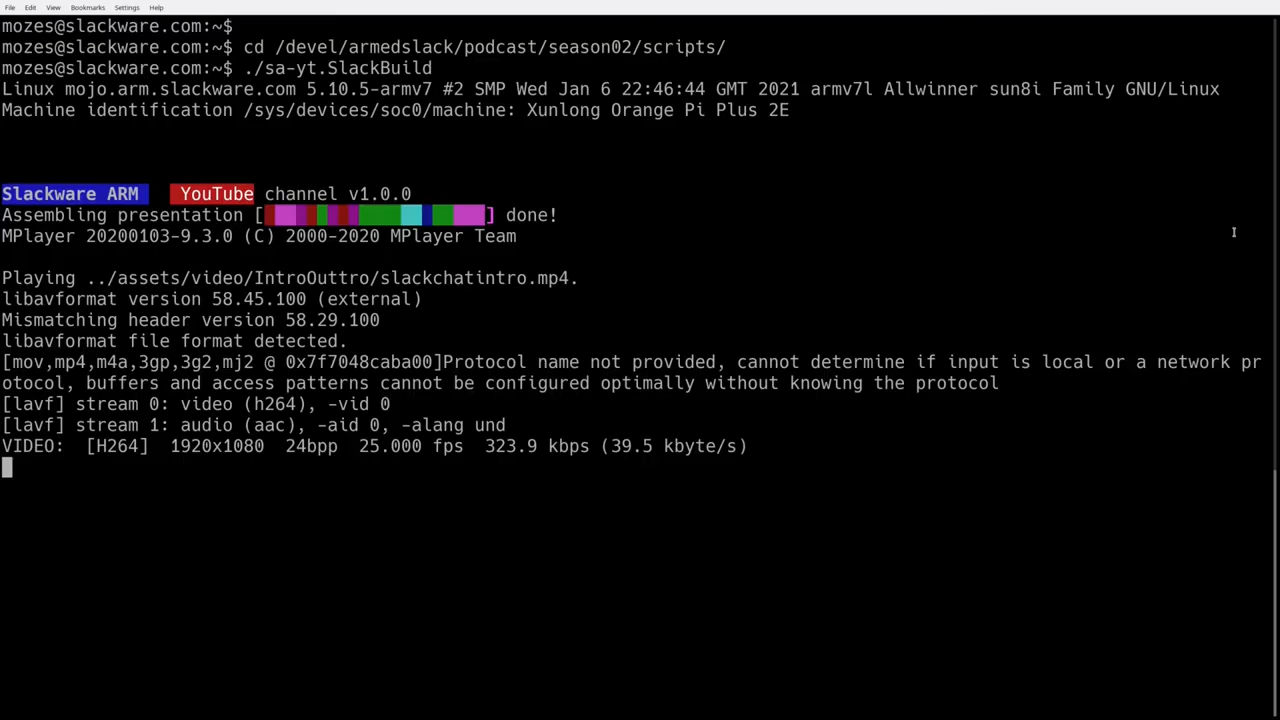 File Edit View Bookmarks Settings Help
mozes@slackware.com:~$
mozes@slackware.com:~$ cd /devel/armedslack/podcast/season02/scripts/
mozes@slackware.com:~$ ./sa-yt.SlackBuild
Linux mojo.arm.slackware.com 5.10.5-armv7 #2 SMP Wed Jan 6 22:46:44 GMT 2021 armv7l Allwinner sun8i Family GNU/Linux
Machine identification /sys/devices/soc0/machine: Xunlong Orange Pi Plus 2E
Slackware ARM YouTube channel v1.0.0
Assembling presentation [ ] done!
MPlayer 20200103-9.3.0 (C) 2000-2020 MPlayer Team
Playing ../assets/video/IntroOuttro/slackchatintro.mp4.
libavformat version 58.45.100 (external)
Mismatching header version 58.29.100
libavformat file format detected.
[mov,mp4,m4a,3gp,3g2,mj2 @ 0x7f7048caba00]Protocol name not provided, cannot determine if input is local or a network pr
otocol, buffers and access patterns cannot be configured optimally without knowing the protocol
[lavf] stream 0: video (h264), -vid 0
[lavf] stream 1: audio (aac), -aid 0, -alang und
VIDEO:  [H264]  1920x1080  24bpp  25.000 fps  323.9 kbps (39.5 kbyte/s)